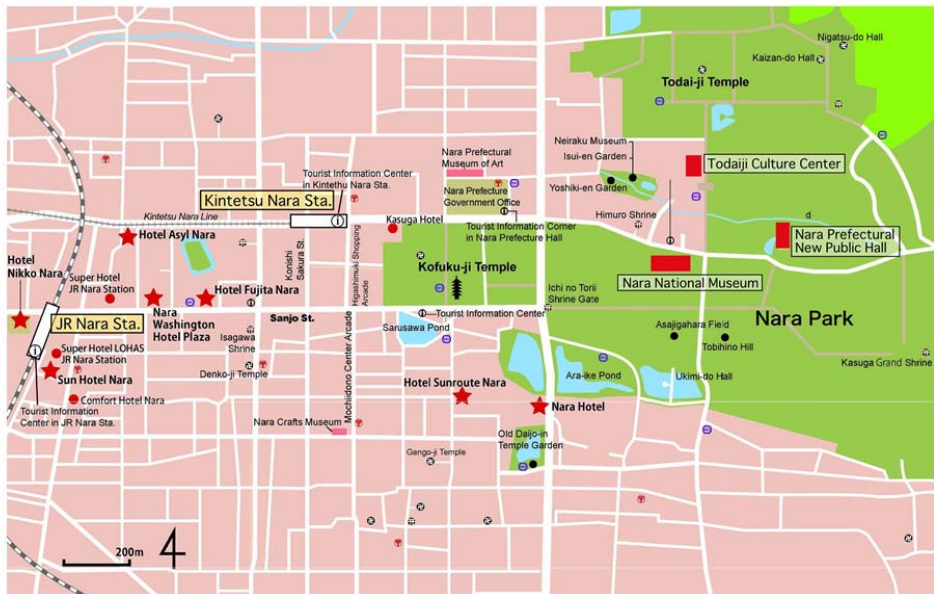 Nigatsu-do Hall
Kaizan-do Hall
Todai-ji Temple
Neiraku Museum
Isui-en Garden
Todaiji Culture Center
Nara Prefectural
Museum of Art
Tourist Information Center
in Kintethu Nara Sta.
Kintetsu Nara Sta.
Nara Prefecture
Government Office
Yoshiki-en Garden
Kintetsu Nara Line
Kasuga Hotel
Tourist Information Corner
in Nara Prefecture Hall
Himuro Shrine
d
Nara Prefectural
New Public Hall
Hotel Asyl Nara
Konishi
Sakura St.
Higashimuki Shopping
Arcade
Kofuku-ji Temple
Nara National Museum
Hotel
Nikko Nara
Super Hotel
JR Nara Station
Hotel Fujita Nara
Ichi no Torii
Shrine Gate
Nara Park
JR Nara Sta.
Nara
Washington
Hotel Plaza
Sanjo St.
Tourist Information Center
Isagawa
Shrine
Mochiidono Center Arcade
Sarusawa Pond
Asajigahara Field
Tobihino Hill
Super Hotel LOHAS
JR Nara Station
Denko-ji Temple
Kasuga Grand Shrine
Sun Hotel Nara
Hotel Sunroute Nara
Ara-ike Pond
Ukimi-do Hall
Comfort Hotel Nara
Tourist Information
Center in JR Nara Sta.
Nara Crafts Museum
Nara Hotel
Old Daijo-in
Temple Garden
Gango-ji Temple
200m